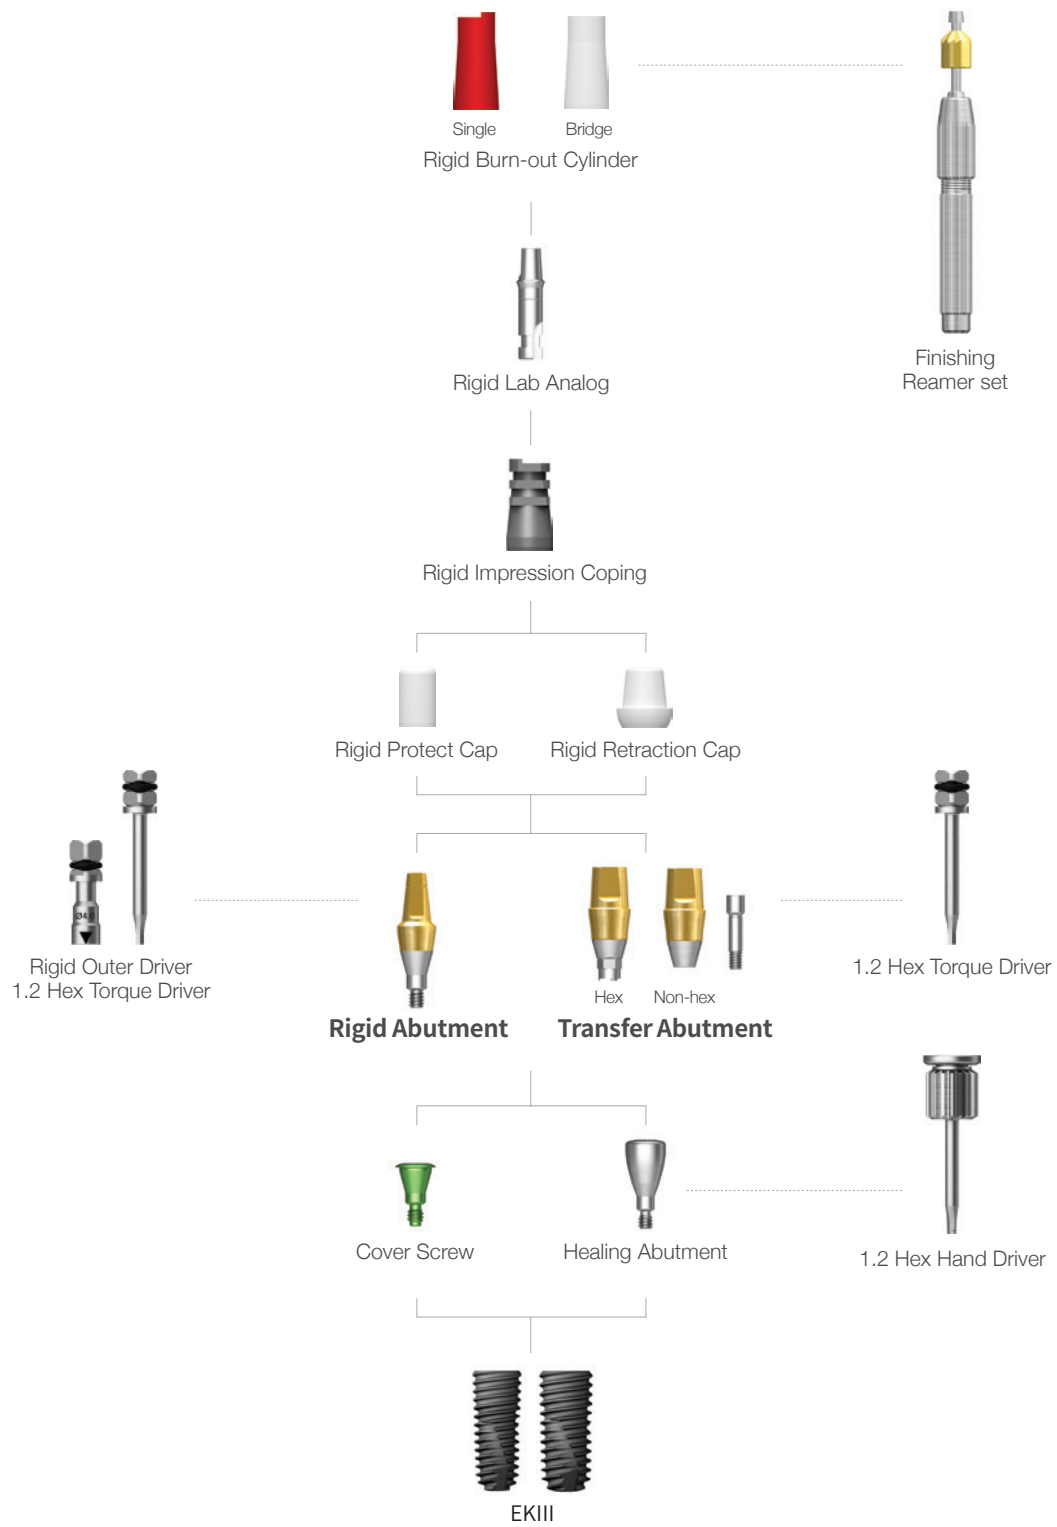 Single
Bridge
Rigid Burn-out Cylinder
Finishing
Reamer set
Rigid Lab Analog
Rigid Impression Coping
Rigid Protect Cap
Rigid Retraction Cap
Ø4.0
Rigid Outer Driver
1.2 Hex Torque Driver
Hex
Non-hex
Rigid Abutment
Transfer Abutment
1.2 Hex Torque Driver
Cover Screw
Healing Abutment
1.2 Hex Hand Driver
EKIII